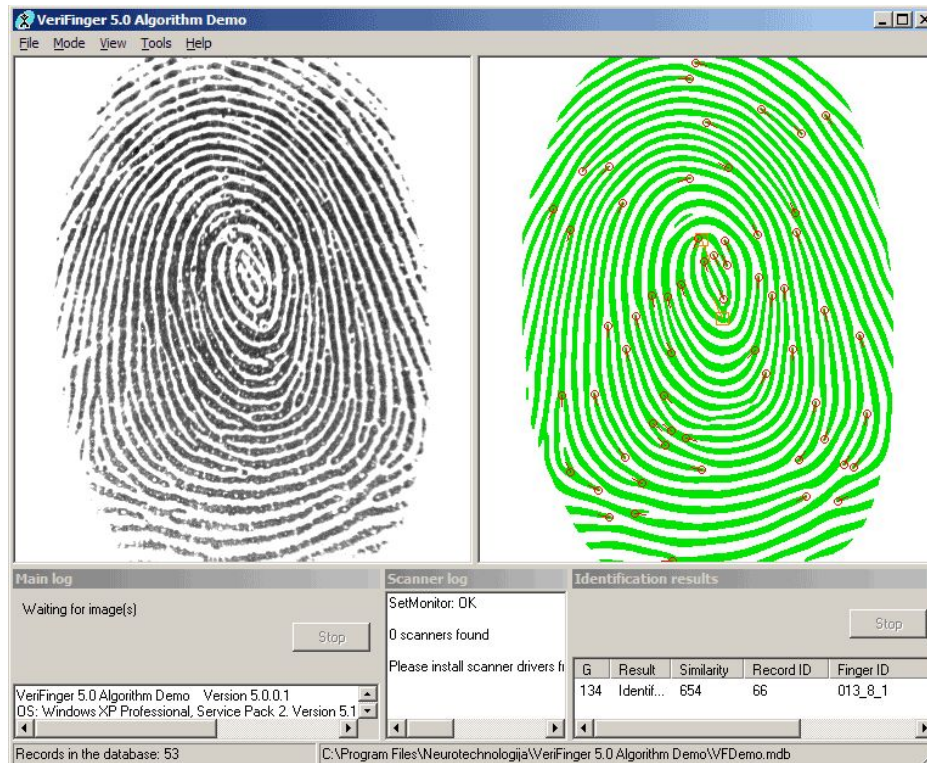 VeriFinger 5.0 Algorithm Demo
File Mode View Tools Help
Main log
Waiting for image(s)
Stop
VeriFinger 5.0 Algorithm Demo Version 5.0.0.1
OS: Windows XP Professional, Service Pack 2. Version 5.1
Scanner log
SetMonitor: OK
0 scanners found
Please install scanner drivers fr
Identification results
Stop
G Result Similarity Record ID Finger ID
134 Identif... 654 66 013_8_1
Records in the database: 53
C:\Program Files\Neurotechnologija\VeriFinger 5.0 Algorithm Demo\VFDemo.mdb